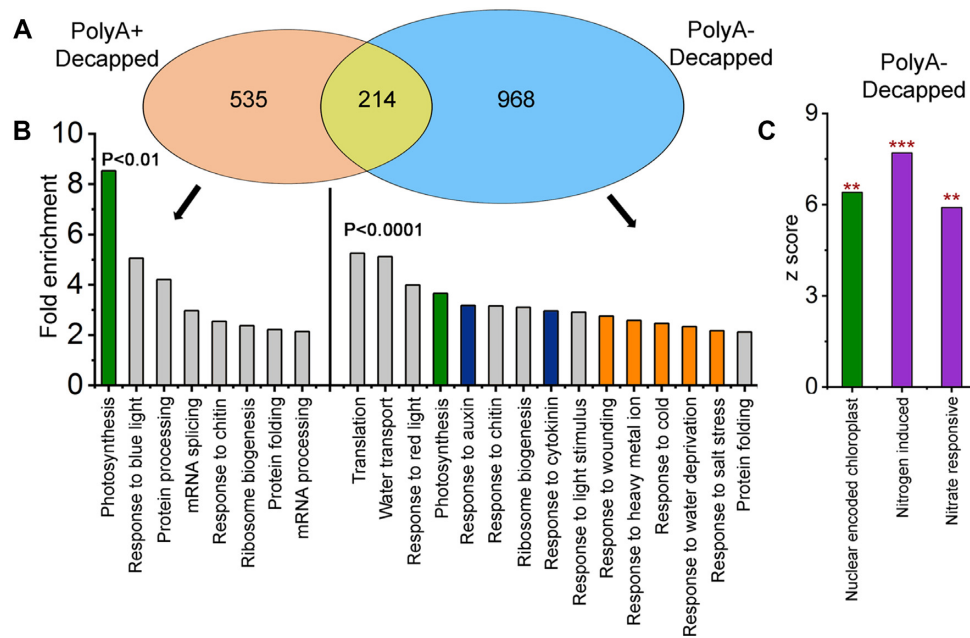 A
PolyA+
Decapped
PolyA-
Decapped
535
214
968
B
Fold enrichment
10
8
6
4
2
0
P<0.01
P<0.0001
Photosynthesis
Response to blue light
Protein processing
mRNA splicing
Response to chitin
Ribosome biogenesis
Protein folding
mRNA processing
Translation
Water transport
Response to red light
Photosynthesis
Response to auxin
Response to chitin
Ribosome biogenesis
Response to cytokinin
Response to light stimulus
Response to wounding
Response to heavy metal ion
Response to cold
Response to water deprivation
Response to salt stress
Protein folding
PolyA-
Decapped
C
z score
9
6
3
0
**
***
**
Nuclear encoded chloroplast
Nitrogen induced
Nitrate responsive